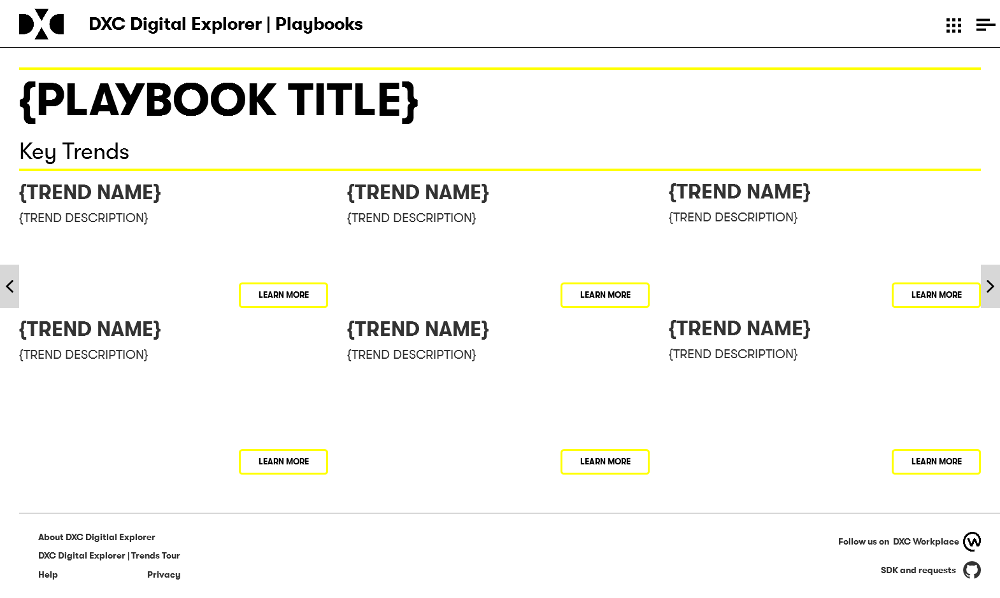 DXC
DXC Digital Explorer | Playbooks
{PLAYBOOK TITLE}
Key Trends
{TREND NAME}
{TREND DESCRIPTION}
LEARN MORE
{TREND NAME}
{TREND DESCRIPTION}
LEARN MORE
{TREND NAME}
{TREND DESCRIPTION}
LEARN MORE
{TREND NAME}
{TREND DESCRIPTION}
LEARN MORE
{TREND NAME}
{TREND DESCRIPTION}
LEARN MORE
{TREND NAME}
{TREND DESCRIPTION}
LEARN MORE
About DXC Digitlal Explorer
DXC Digital Explorer | Trends Tour
Help Privacy
Follow us on DXC Workplace
SDK and requests